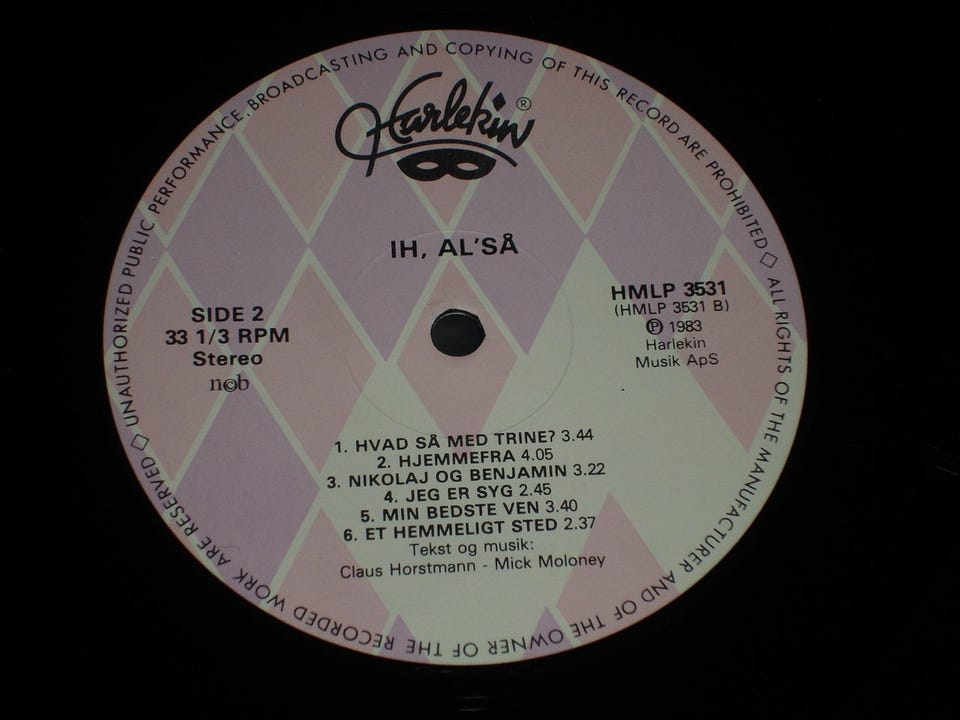 UNAUTHORIZED PUBLIC PERFORMANCE, BROADCASTING AND COPYING OF THIS RECORD ARE PROHIBITED ◇ ALL RIGHTS OF THE MANUFACTURER AND OF THE OWNER OF THE RECORDED WORK ARE RESERVED ◇
Harlekin ®
IH, AL'SÅ
SIDE 2
33 1/3 RPM
Stereo
n©b
HMLP 3531
(HMLP 3531 B)
℗ 1983
Harlekin
Musik ApS
1. HVAD SÅ MED TRINE? 3.44
2. HJEMMEFRA 4.05
3. NIKOLAJ OG BENJAMIN 3.22
4. JEG ER SYG 2.45
5. MIN BEDSTE VEN 3.40
6. ET HEMMELIGT STED 2.37
Tekst og musik:
Claus Horstmann - Mick Moloney